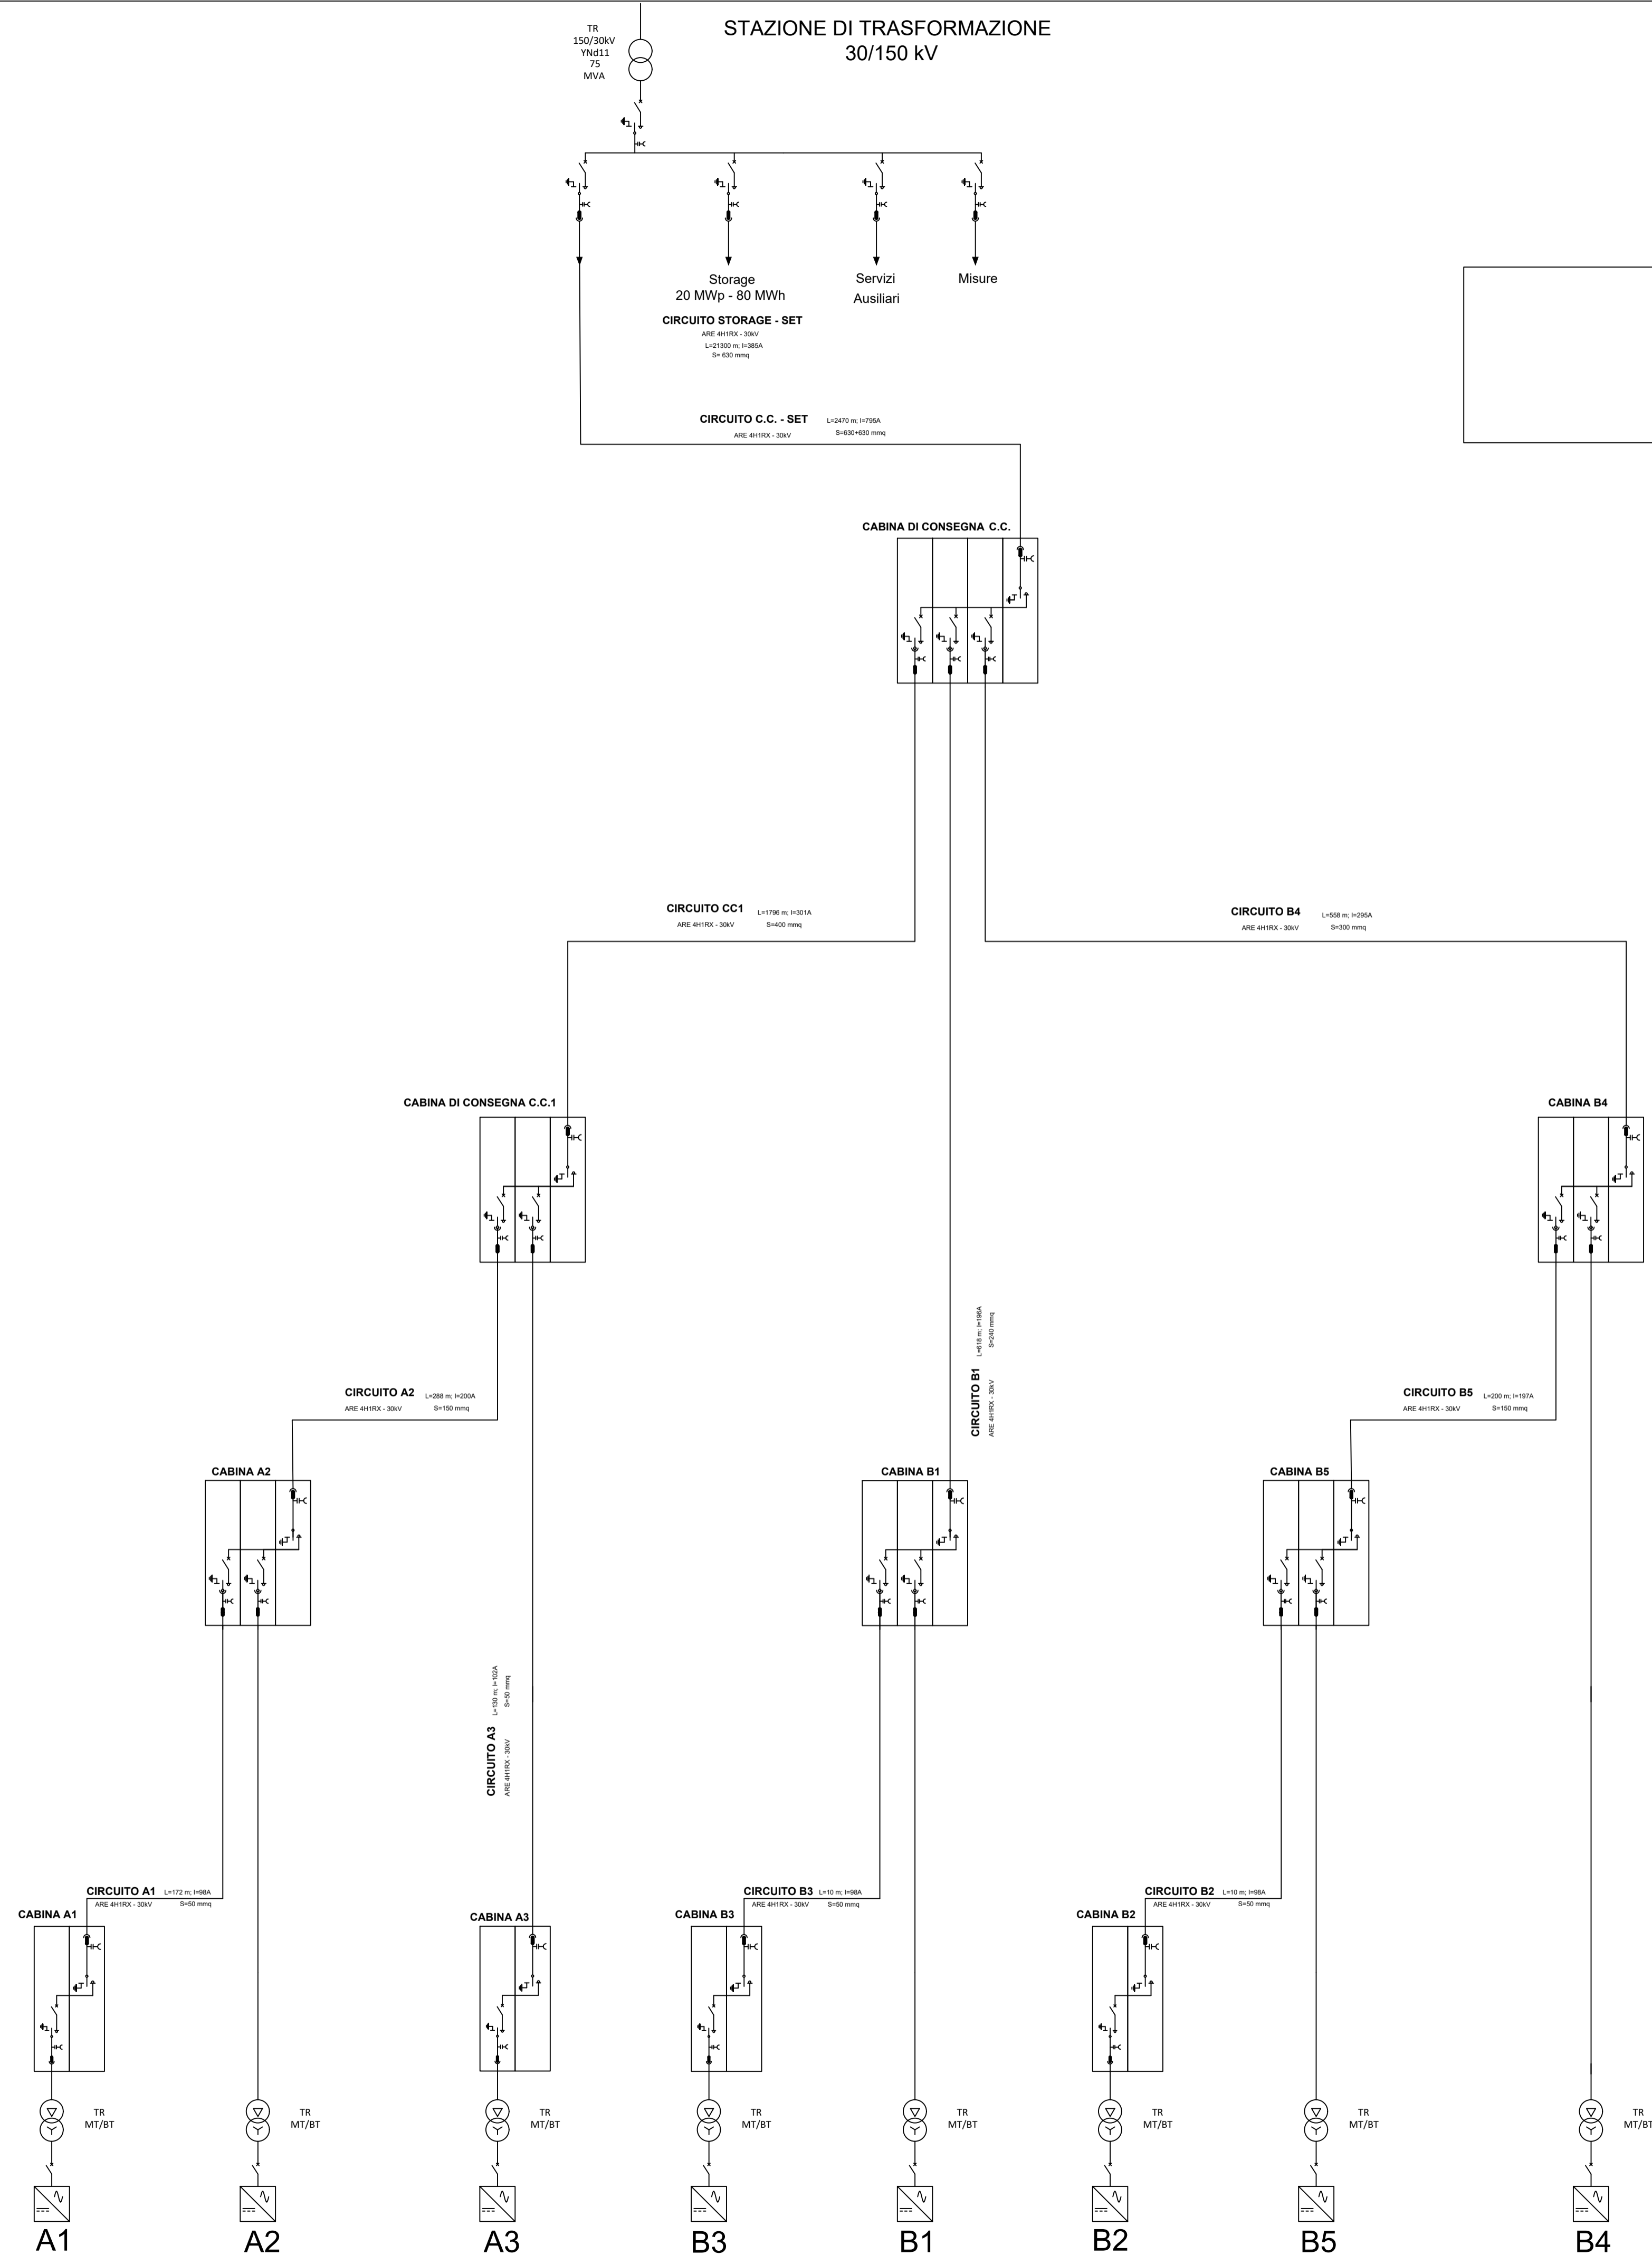 STAZIONE DI TRASFORMAZIONE
30/150 kV
TR
150/30kV
YNd11
75
MVA
Storage
20 MWp - 80 MWh
Servizi
Ausiliari
Misure
CIRCUITO STORAGE - SET
ARE 4H1RX - 30kV
L=21300 m; I=385A
S= 630 mmq
CIRCUITO C.C. - SET L=2470 m; I=795A
ARE 4H1RX - 30kV S=630+630 mmq
CABINA DI CONSEGNA C.C.
CIRCUITO CC1 L=1796 m; I=301A
ARE 4H1RX - 30kV S=400 mmq
CIRCUITO B4 L=558 m; I=295A
ARE 4H1RX - 30kV S=300 mmq
CABINA DI CONSEGNA C.C.1
CABINA B4
CIRCUITO B1 L=618 m; I=196A
ARE 4H1RX - 30kV S=240 mmq
CIRCUITO A2 L=288 m; I=200A
ARE 4H1RX - 30kV S=150 mmq
CIRCUITO B5 L=200 m; I=197A
ARE 4H1RX - 30kV S=150 mmq
CABINA A2
CABINA B1
CABINA B5
CIRCUITO A3 L=130 m; I=102A
ARE 4H1RX - 30kV S=50 mmq
CIRCUITO A1 L=172 m; I=98A
ARE 4H1RX - 30kV S=50 mmq
CIRCUITO B3 L=10 m; I=98A
ARE 4H1RX - 30kV S=50 mmq
CIRCUITO B2 L=10 m; I=98A
ARE 4H1RX - 30kV S=50 mmq
CABINA A1
CABINA A3
CABINA B3
CABINA B2
TR
MT/BT
TR
MT/BT
TR
MT/BT
TR
MT/BT
TR
MT/BT
TR
MT/BT
TR
MT/BT
TR
MT/BT
A1
A2
A3
B3
B1
B2
B5
B4